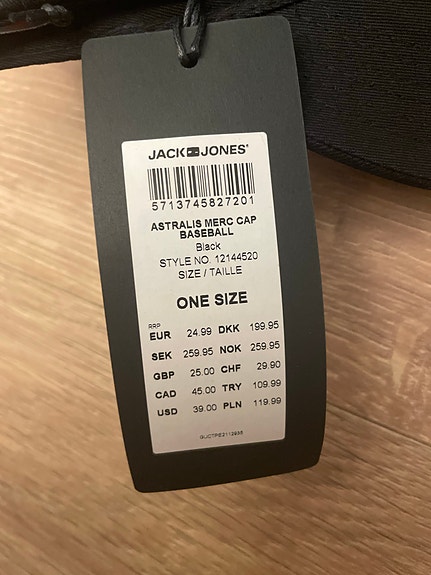 JACK JONES®
5713745827201
ASTRALIS MERC CAP
BASEBALL
Black
STYLE NO. 12144520
SIZE / TAILLE
ONE SIZE
RRP
EUR 24.99 DKK 199.95
SEK 259.95 NOK 259.95
GBP 25.00 CHF 29.90
CAD 45.00 TRY 109.99
USD 39.00 PLN 119.99